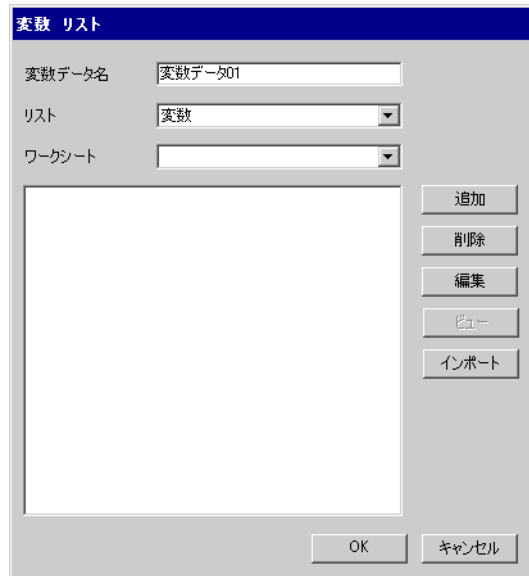 変数 リスト
変数データ名 変数データ01
リスト 変数
ワークシート
追加
削除
編集
ビュー
インポート
OK キャンセル